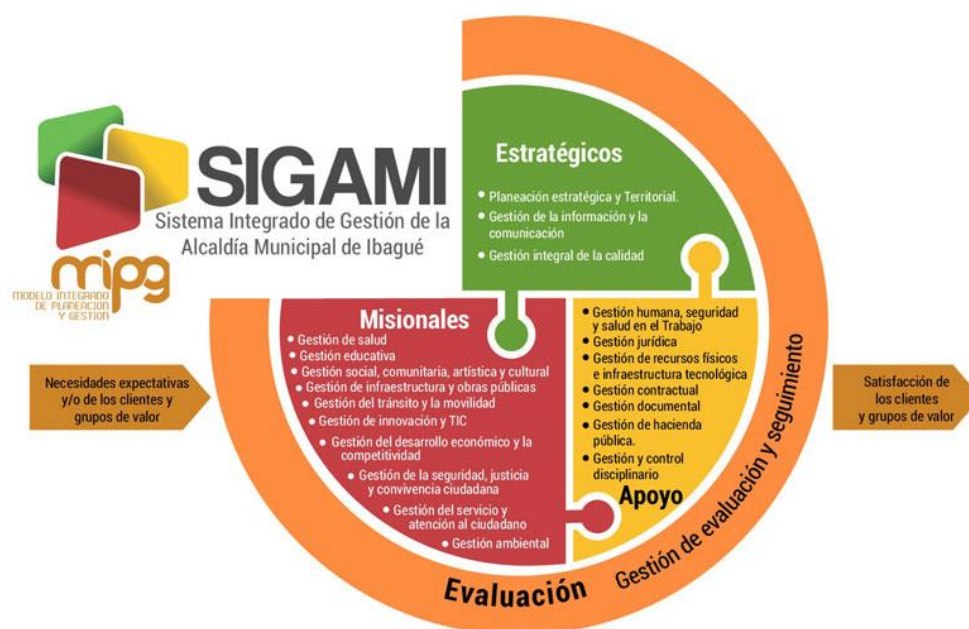 SIGAMI
Sistema Integrado de Gestión de la
Alcaldía Municipal de Ibagué
mipg
MODELO INTEGRADO
DE PLANEACION
Y GESTION
Estratégicos
• Planeación estratégica y Territorial.
• Gestión de la información y la
comunicación
• Gestión integral de la calidad
Misionales
• Gestión de salud
• Gestión educativa
• Gestión social, comunitaria, artística y cultural
• Gestión de infraestructura y obras públicas
• Gestión del tránsito y la movilidad
• Gestión de innovación y TIC
• Gestión del desarrollo económico y la
competitividad
• Gestión de la seguridad, justicia
y convivencia ciudadana
• Gestión del servicio y
atención al ciudadano
• Gestión ambiental
• Gestión humana, seguridad
y salud en el Trabajo
• Gestión jurídica
• Gestión de recursos físicos
e infraestructura tecnológica
• Gestión contractual
• Gestión documental
• Gestión de hacienda
pública.
• Gestión y control
disciplinario
Apoyo
Necesidades expectativas
y/o de los clientes y
grupos de valor
Satisfacción de
los clientes
y grupos de valor
Evaluación
Gestión de evaluación y seguimiento